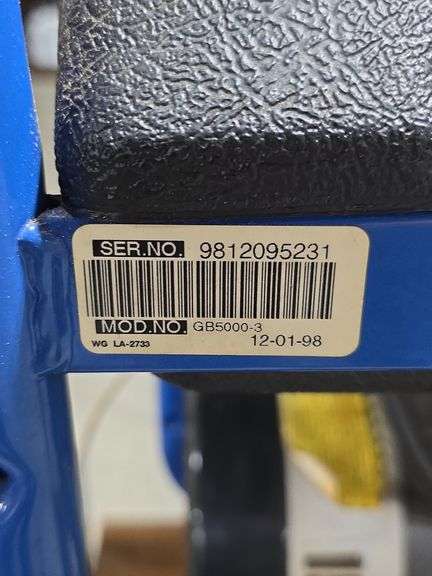 SER.NO. 9812095231
MOD.NO. GB5000-3
WG LA-2733 12-01-98